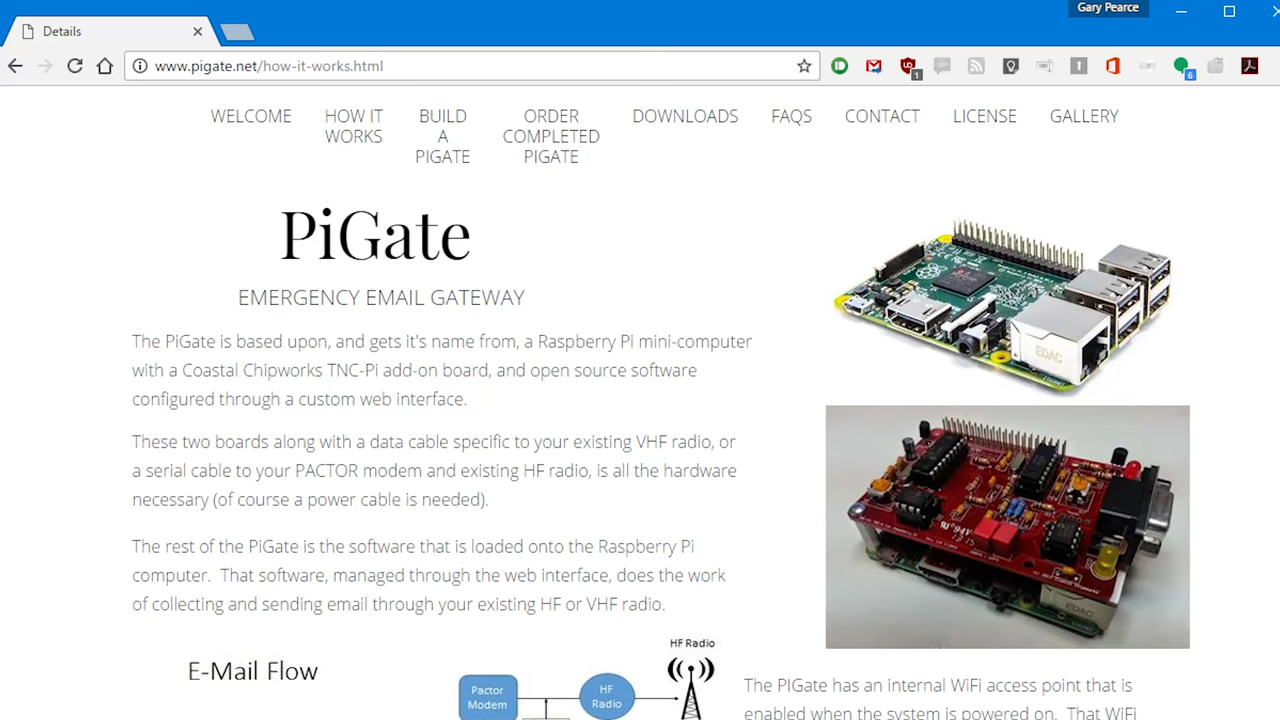 Gary Pearce
Details
www.pigate.net/how-it-works.html
1
6
WELCOME
HOW IT
WORKS
BUILD
A
PIGATE
ORDER
COMPLETED
PIGATE
DOWNLOADS
FAQS
CONTACT
LICENSE
GALLERY
PiGate
EMERGENCY EMAIL GATEWAY
The PiGate is based upon, and gets it's name from, a Raspberry Pi mini-computer
with a Coastal Chipworks TNC-Pi add-on board, and open source software
configured through a custom web interface.
These two boards along with a data cable specific to your existing VHF radio, or
a serial cable to your PACTOR modem and existing HF radio, is all the hardware
necessary (of course a power cable is needed).
The rest of the PiGate is the software that is loaded onto the Raspberry Pi
computer. That software, managed through the web interface, does the work
of collecting and sending email through your existing HF or VHF radio.
EDAC
94V
EDAC
E-Mail Flow
HF Radio
Pactor
Modem
HF
Radio
The PIGate has an internal WiFi access point that is
enabled when the system is powered on. That WiFi